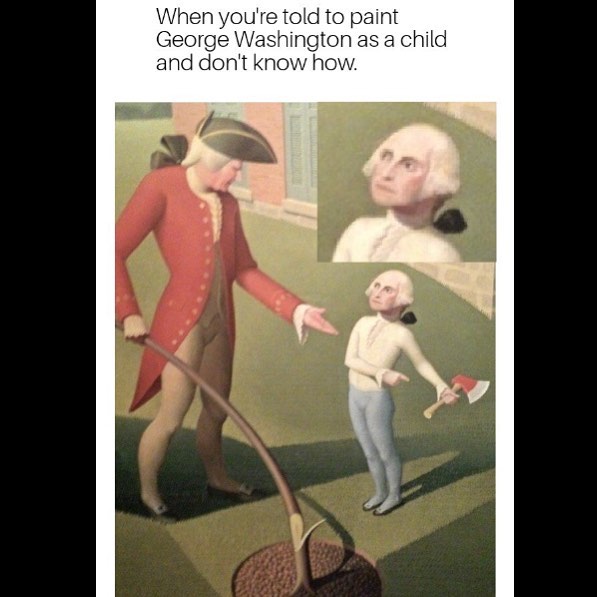 When you're told to paint
George Washington as a child
and don't know how.